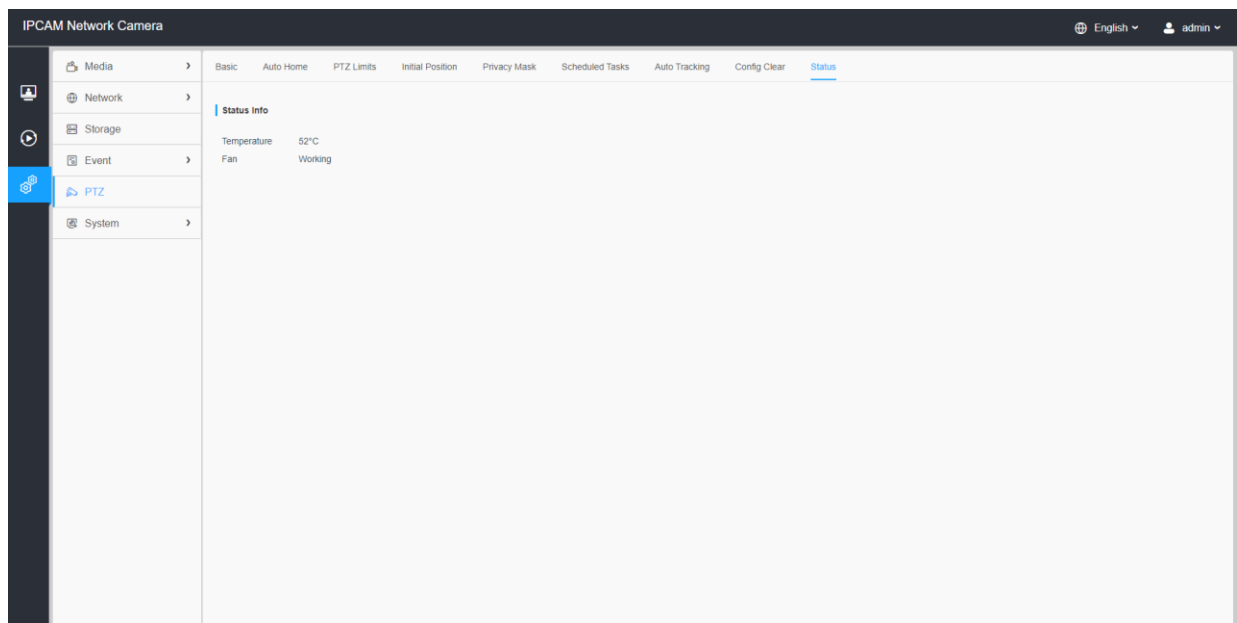 IPCAM Network Camera
English
admin
Media
Network
Storage
Event
PTZ
System
Basic Auto Home PTZ Limits Initial Position Privacy Mask Scheduled Tasks Auto Tracking Config Clear Status
Status Info
Temperature 52°C
Fan Working